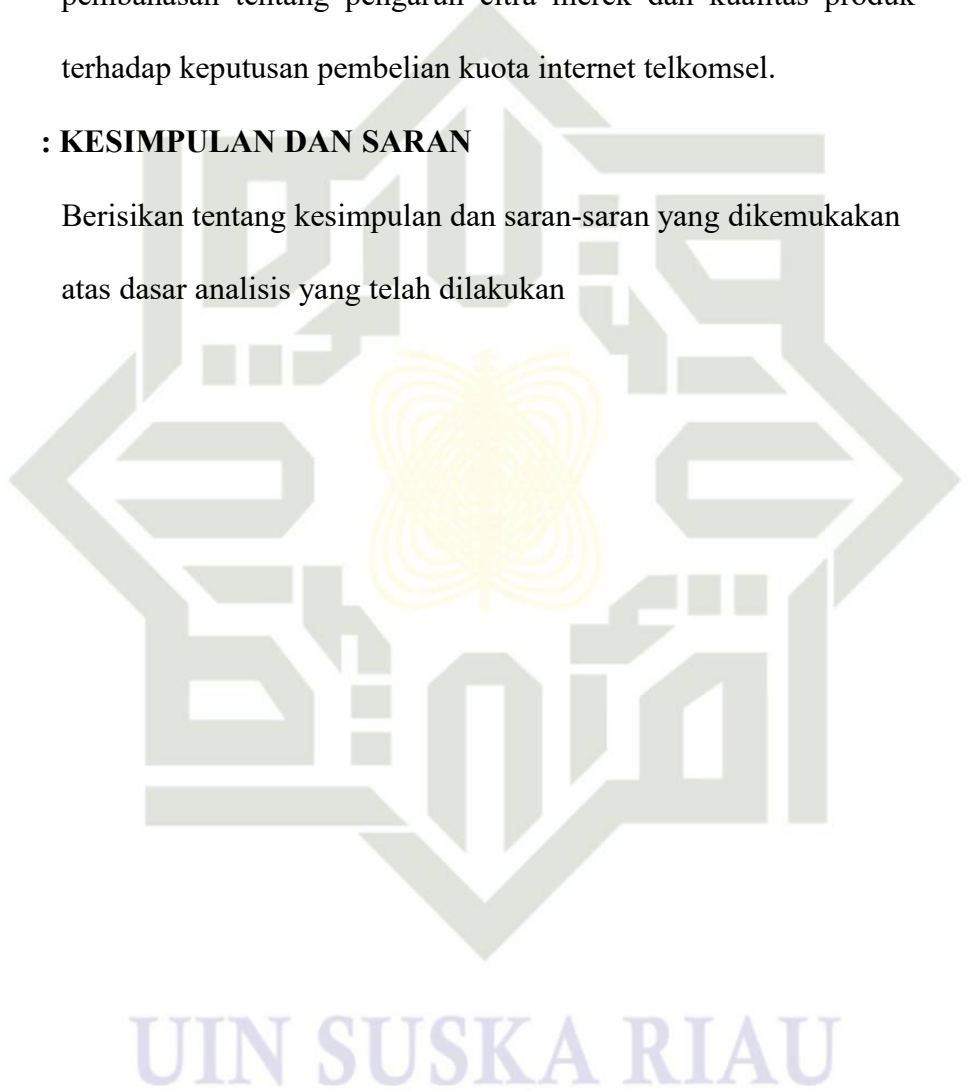 pembahasan tentang pengaruh citra merek dan kualitas produk
terhadap keputusan pembelian kuota internet telkomsel.
: KESIMPULAN DAN SARAN
Berisikan tentang kesimpulan dan saran-saran yang dikemukakan
atas dasar analisis yang telah dilakukan
UIN SUSKA RIAU